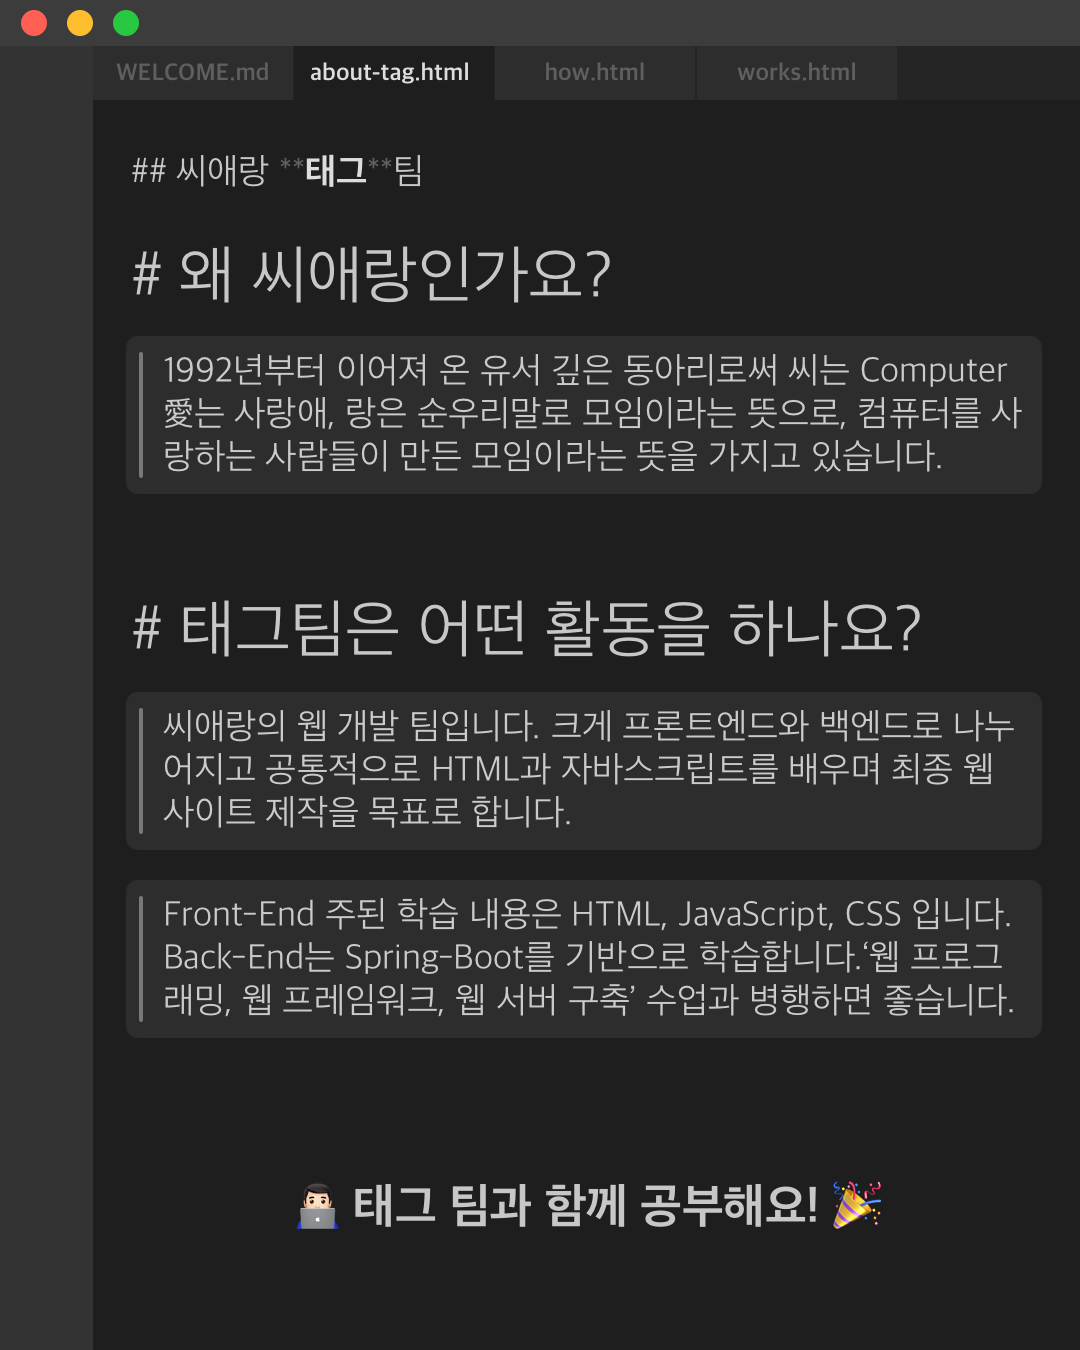 WELCOME.md about-tag.html how.html works.html
## 씨애랑 **태그**팀
# 왜 씨애랑인가요?
1992년부터 이어져 온 유서 깊은 동아리로써 씨는 Computer
愛는 사랑애, 랑은 순우리말로 모임이라는 뜻으로, 컴퓨터를 사
랑하는 사람들이 만든 모임이라는 뜻을 가지고 있습니다.
# 태그팀은 어떤 활동을 하나요?
씨애랑의 웹 개발 팀입니다. 크게 프론트엔드와 백엔드로 나누
어지고 공통적으로 HTML과 자바스크립트를 배우며 최종 웹
사이트 제작을 목표로 합니다.
Front-End 주된 학습 내용은 HTML, JavaScript, CSS 입니다.
Back-End는 Spring-Boot를 기반으로 학습합니다.‘웹 프로그
래밍, 웹 프레임워크, 웹 서버 구축’ 수업과 병행하면 좋습니다.
👨🏻‍💻 태그 팀과 함께 공부해요! 🎉